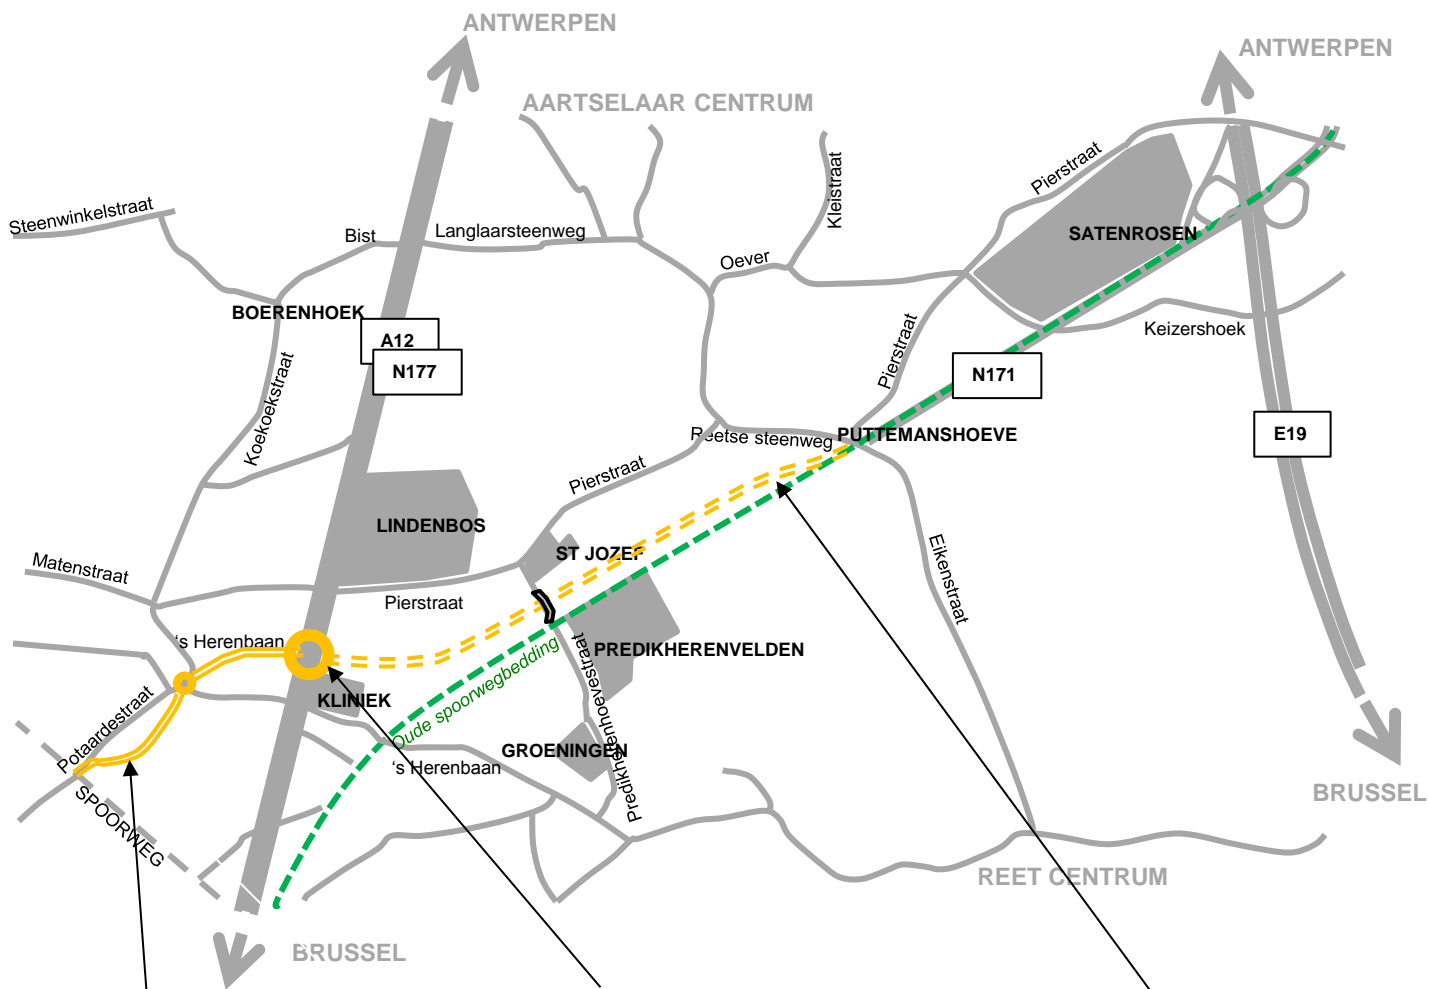 ANTWERPEN
ANTWERPEN
AARTSELAAR CENTRUM
Pierstraat
Kleistraat
Steenwinkelstraat
Bist
Langlaarsteenweg
SATENROSEN
Oever
BOERENHOEK
A12
N177
Pierstraat
Keizershoek
N171
Koekoekstraat
Reetse steenweg
PUTTEMANSHOEVE
E19
Pierstraat
LINDENBOS
ST JOZEF
Eikenstraat
Matenstraat
Pierstraat
's Herenbaan
PREDIKHERENVELDEN
Oude spoorwegbedding
Predikherenhoevestraat
KLINIEK
Potaardestraat
GROENINGEN
's Herenbaan
SPOORWEG
BRUSSEL
REET CENTRUM
BRUSSEL